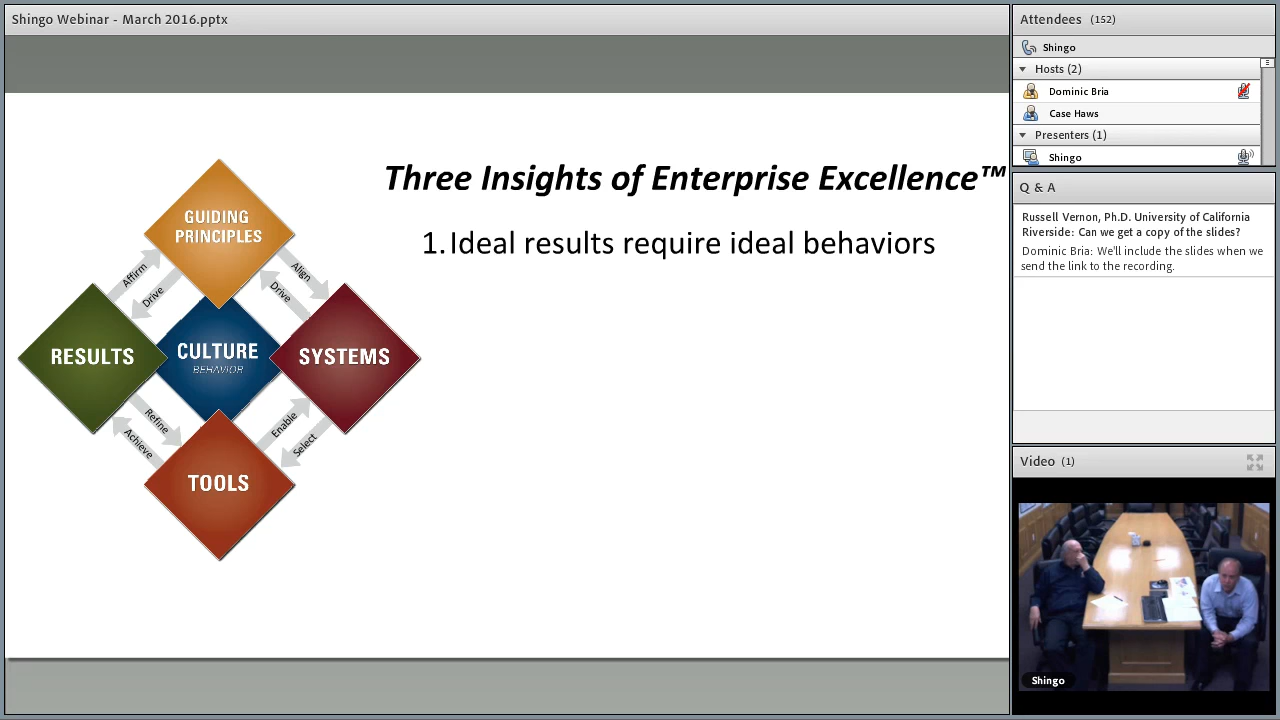 Shingo Webinar - March 2016.pptx
GUIDING
PRINCIPLES
Affirm
Drive
Align
Drive
RESULTS
CULTURE
BEHAVIOR
SYSTEMS
Refine
Achieve
Enable
Select
TOOLS
Three Insights of Enterprise Excellence™
1. Ideal results require ideal behaviors
Attendees (152)
Shingo
Hosts (2)
Dominic Bria
Case Haws
Presenters (1)
Shingo
Q & A
Russell Vernon, Ph.D. University of California
Riverside: Can we get a copy of the slides?
Dominic Bria: We'll include the slides when we
send the link to the recording.
Video (1)
Shingo